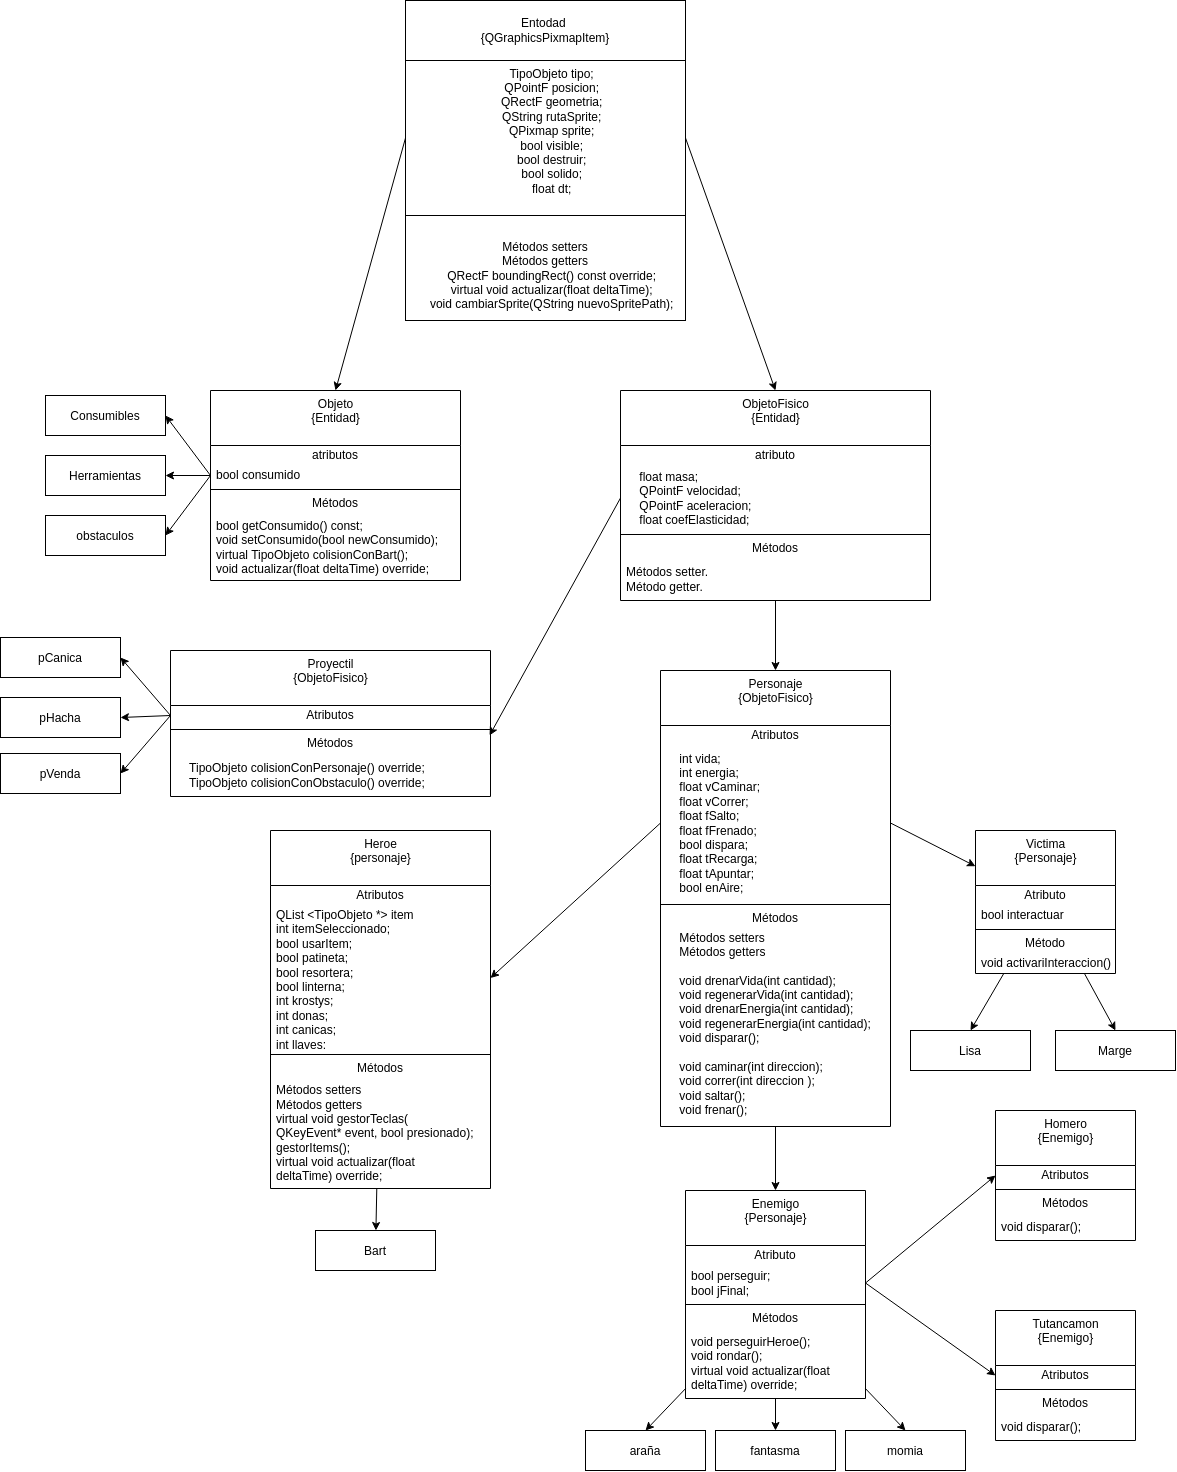 Entodad
{QGraphicsPixmapItem}
TipoObjeto tipo;
QPointF posicion;
QRectF geometria;
QString rutaSprite;
QPixmap sprite;
bool visible;
bool destruir;
bool solido;
float dt;
Métodos setters
Métodos getters
QRectF boundingRect() const override;
virtual void actualizar(float deltaTime);
void cambiarSprite(QString nuevoSpritePath);
Consumibles
Herramientas
obstaculos
Objeto
{Entidad}
atributos
bool consumido
Métodos
bool getConsumido() const;
void setConsumido(bool newConsumido);
virtual TipoObjeto colisionConBart();
void actualizar(float deltaTime) override;
ObjetoFisico
{Entidad}
atributo
float masa;
QPointF velocidad;
QPointF aceleracion;
float coefElasticidad;
Métodos
Métodos setter.
Método getter.
pCanica
pHacha
pVenda
Proyectil
{ObjetoFisico}
Atributos
Métodos
TipoObjeto colisionConPersonaje() override;
TipoObjeto colisionConObstaculo() override;
Personaje
{ObjetoFisico}
Atributos
int vida;
int energia;
float vCaminar;
float vCorrer;
float fSalto;
float fFrenado;
bool dispara;
float tRecarga;
float tApuntar;
bool enAire;
Métodos
Métodos setters
Métodos getters
void drenarVida(int cantidad);
void regenerarVida(int cantidad);
void drenarEnergia(int cantidad);
void regenerarEnergia(int cantidad);
void disparar();
void caminar(int direccion);
void correr(int direccion );
void saltar();
void frenar();
Heroe
{personaje}
Atributos
QList <TipoObjeto *> item
int itemSeleccionado;
bool usarItem;
bool patineta;
bool resortera;
bool linterna;
int krostys;
int donas;
int canicas;
int llaves:
Métodos
Métodos setters
Métodos getters
virtual void gestorTeclas(
QKeyEvent* event, bool presionado);
gestorItems();
virtual void actualizar(float
deltaTime) override;
Bart
Victima
{Personaje}
Atributo
bool interactuar
Método
void activariInteraccion()
Lisa
Marge
Enemigo
{Personaje}
Atributo
bool perseguir;
bool jFinal;
Métodos
void perseguirHeroe();
void rondar();
virtual void actualizar(float
deltaTime) override;
Homero
{Enemigo}
Atributos
Métodos
void disparar();
Tutancamon
{Enemigo}
Atributos
Métodos
void disparar();
araña
fantasma
momia